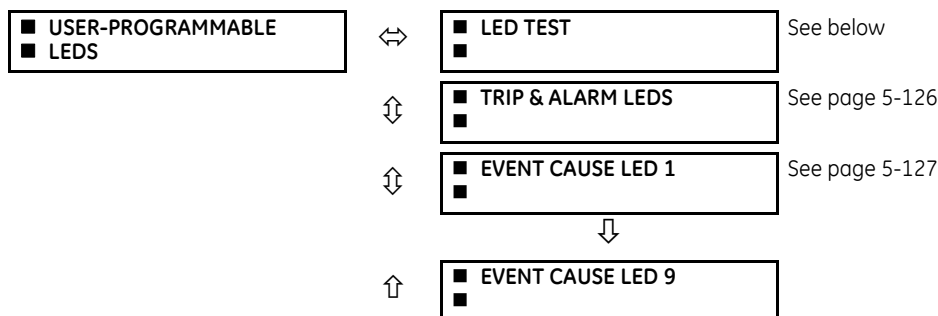 ■ USER-PROGRAMMABLE
■ LEDS
■ LED TEST
■
See below
■ TRIP & ALARM LEDS
■
See page 5-126
■ EVENT CAUSE LED 1
■
See page 5-127
■ EVENT CAUSE LED 9
■